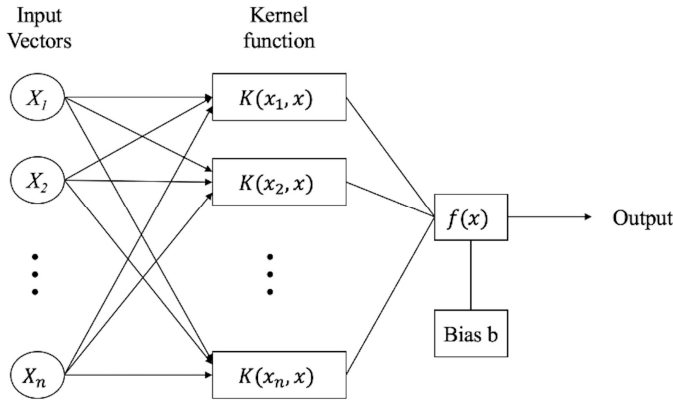 Input
Vectors
Kernel
function
X₁
K(x₁, x)
X₂
K(x₂, x)
f(x)
Output
Bias b
Xₙ
K(xₙ, x)